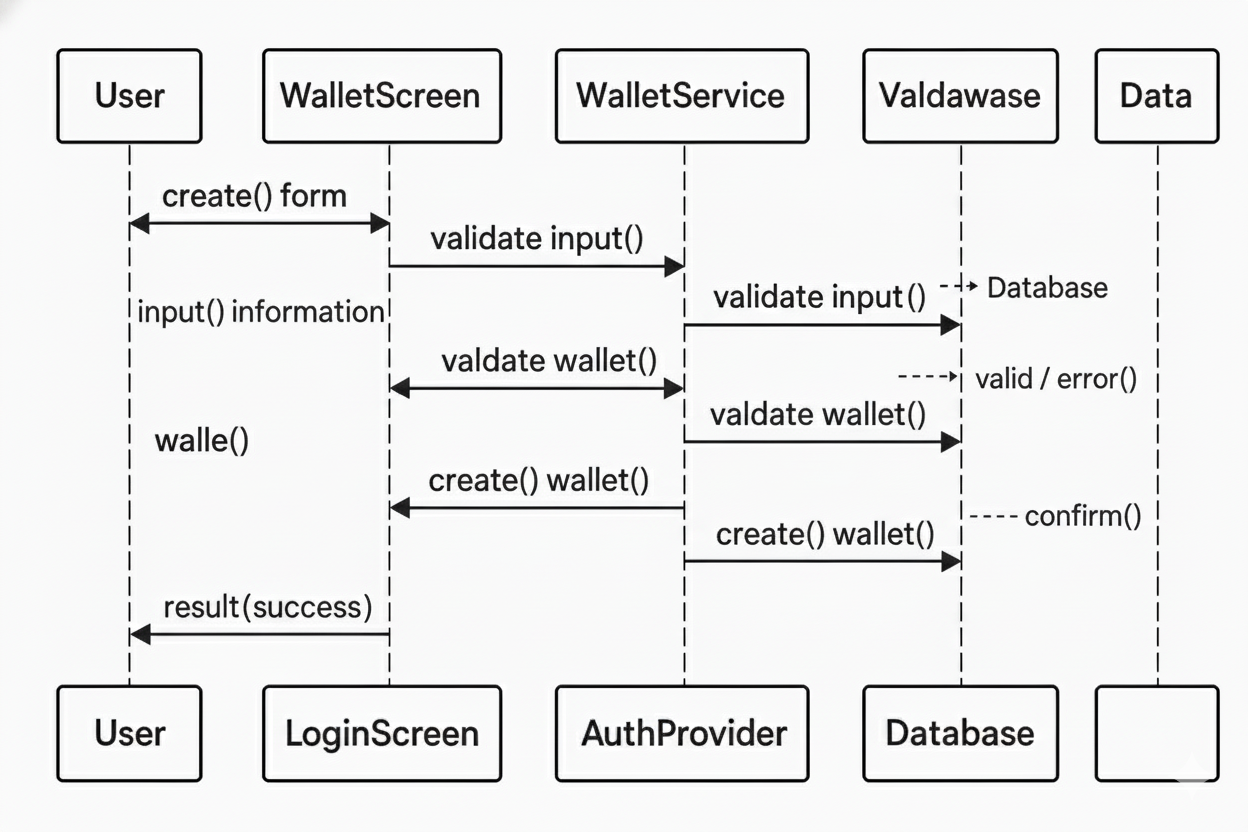 User
WalletScreen
WalletService
Valdawase
Data
create() form
validate input()
validate input()
Database
input() information
valdate wallet()
valid / error()
valdate wallet()
walle()
create() wallet()
confirm()
create() wallet()
result(success)
User
LoginScreen
AuthProvider
Database